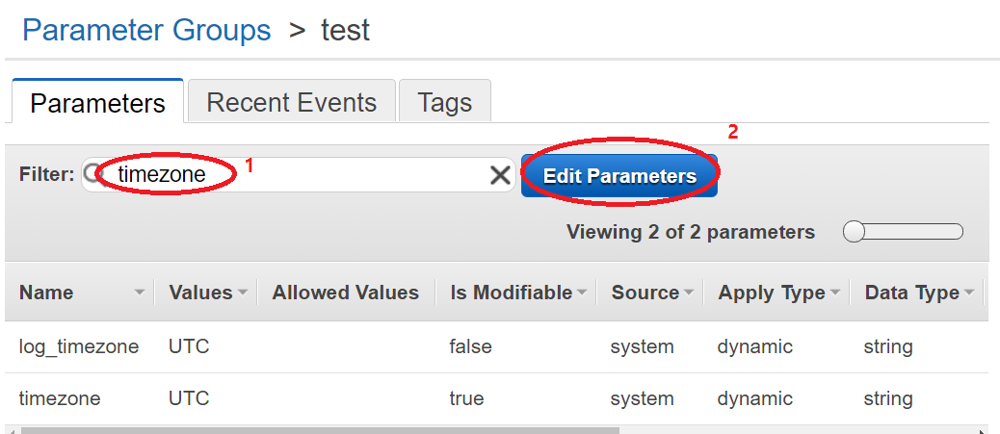 Parameter Groups > test
Parameters Recent Events Tags
Filter: timezone 1 Edit Parameters 2
Viewing 2 of 2 parameters
Name Values Allowed Values Is Modifiable Source Apply Type Data Type
log_timezone UTC false system dynamic string
timezone UTC true system dynamic string